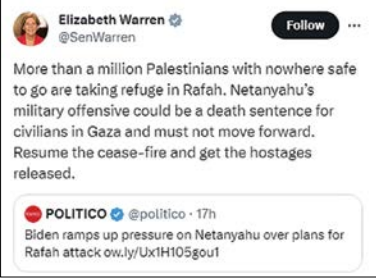 Elizabeth Warren
@SenWarren
Follow
More than a million Palestinians with nowhere safe
to go are taking refuge in Rafah. Netanyahu's
military offensive could be a death sentence for
civilians in Gaza and must not move forward.
Resume the cease-fire and get the hostages
released.
POLITICO @politico · 17h
Biden ramps up pressure on Netanyahu over plans for
Rafah attack ow.ly/Ux1H105gou1